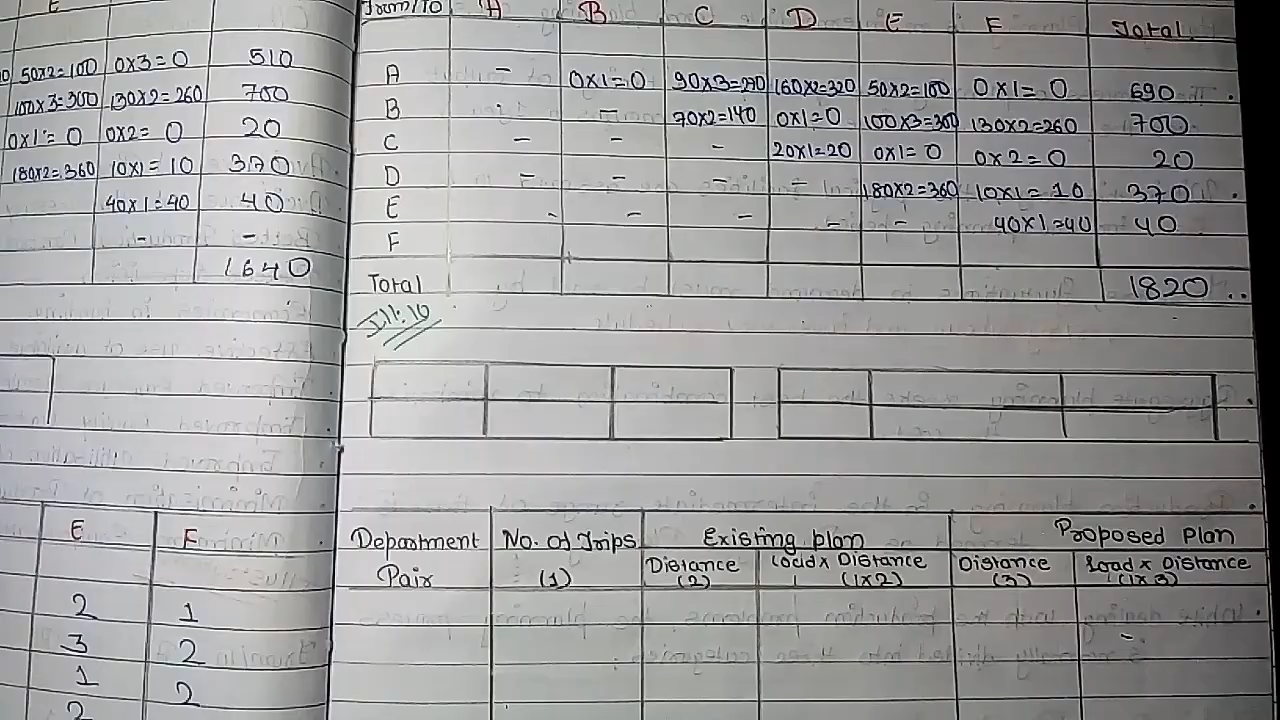 E
50x2=100 0x3=0 510
100x3=300 130x2=260 700
0x1=0 0x2=0 20
180x2=360 10x1=10 370
40x1=40 40
- -
1640
E F
2 1
3 2
1 2
2
From/To A B C D E F Total
A - 0x1=0 90x3=270 160x2=320 50x2=100 0x1=0 690
B - - 70x2=140 0x1=0 100x3=300 130x2=260 700
C - - - 20x1=20 0x1=0 0x2=0 20
D - - - - 180x2=360 10x1=10 370
E - - - - - 40x1=40 40
F
Total 1820
Ill:10
Department No. of Trips Existing plan Proposed plan
Pair (1) Distance Load x Distance Distance Load x Distance
(2) (1x2) (3) (1x3)
-